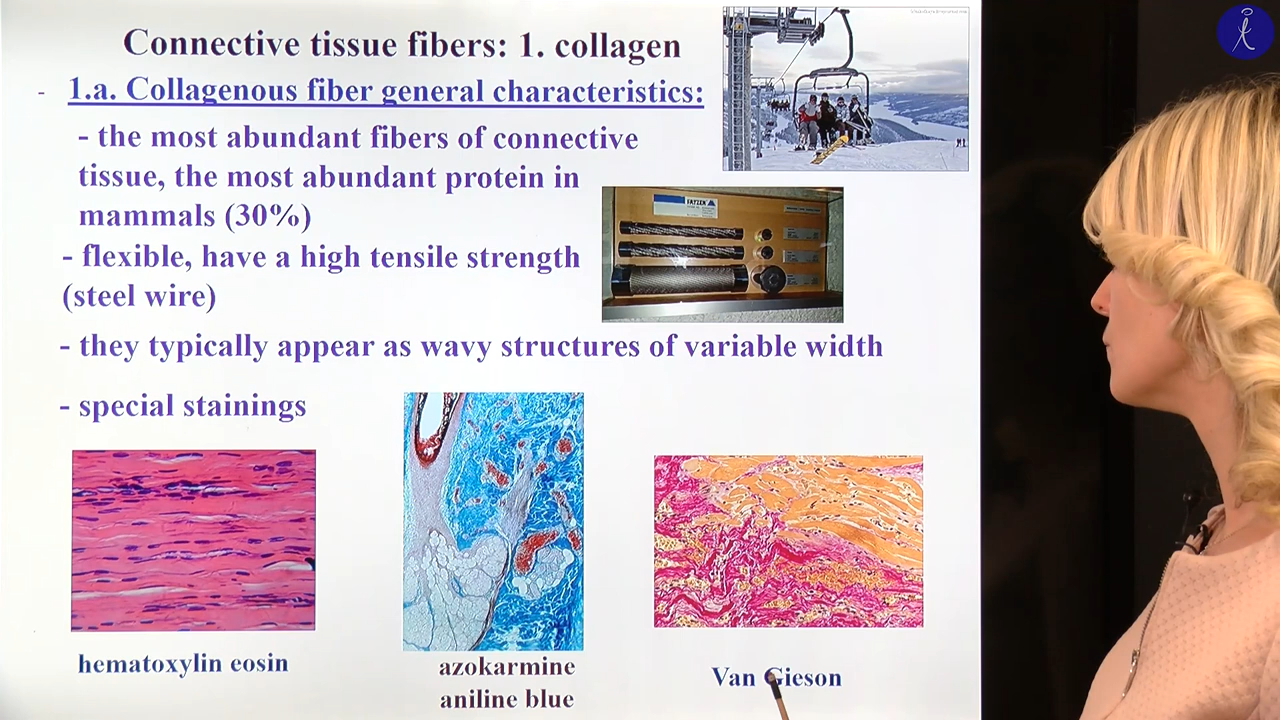 Connective tissue fibers: 1. collagen
- 1.a. Collagenous fiber general characteristics:
- the most abundant fibers of connective
tissue, the most abundant protein in
mammals (30%)
- flexible, have a high tensile strength
(steel wire)
FATZER
- they typically appear as wavy structures of variable width
- special stainings
hematoxylin eosin
azokarmine
aniline blue
Van Gieson